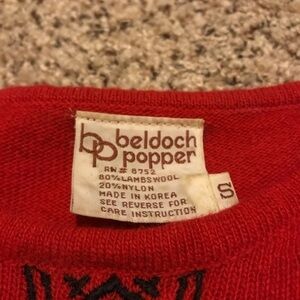 bp beldoch
popper
RN# 8752
80% LAMBSWOOL
20% NYLON
MADE IN KOREA
SEE REVERSE FOR
CARE INSTRUCTION
S